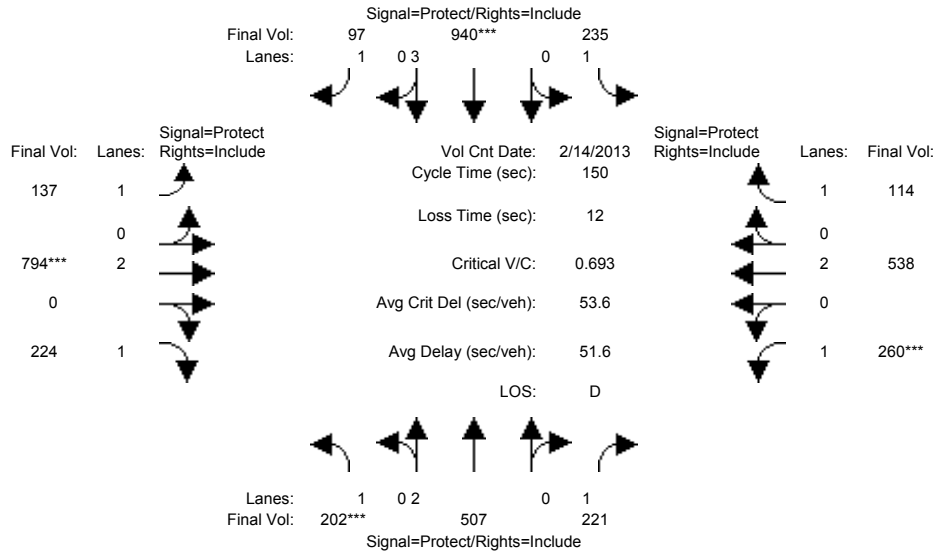 Signal=Protect/Rights=Include
Final Vol: 97 940*** 235
Lanes: 1 0 3 0 1
Signal=Protect
Final Vol: Lanes: Rights=Include
Vol Cnt Date: 2/14/2013
Signal=Protect
Rights=Include Lanes: Final Vol:
Cycle Time (sec): 150
137 1
1 114
Loss Time (sec): 12
0
0
794*** 2
Critical V/C: 0.693
2 538
0
Avg Crit Del (sec/veh): 53.6
0
224 1
Avg Delay (sec/veh): 51.6
1 260***
LOS: D
Lanes: 1 0 2 0 1
Final Vol: 202*** 507 221
Signal=Protect/Rights=Include